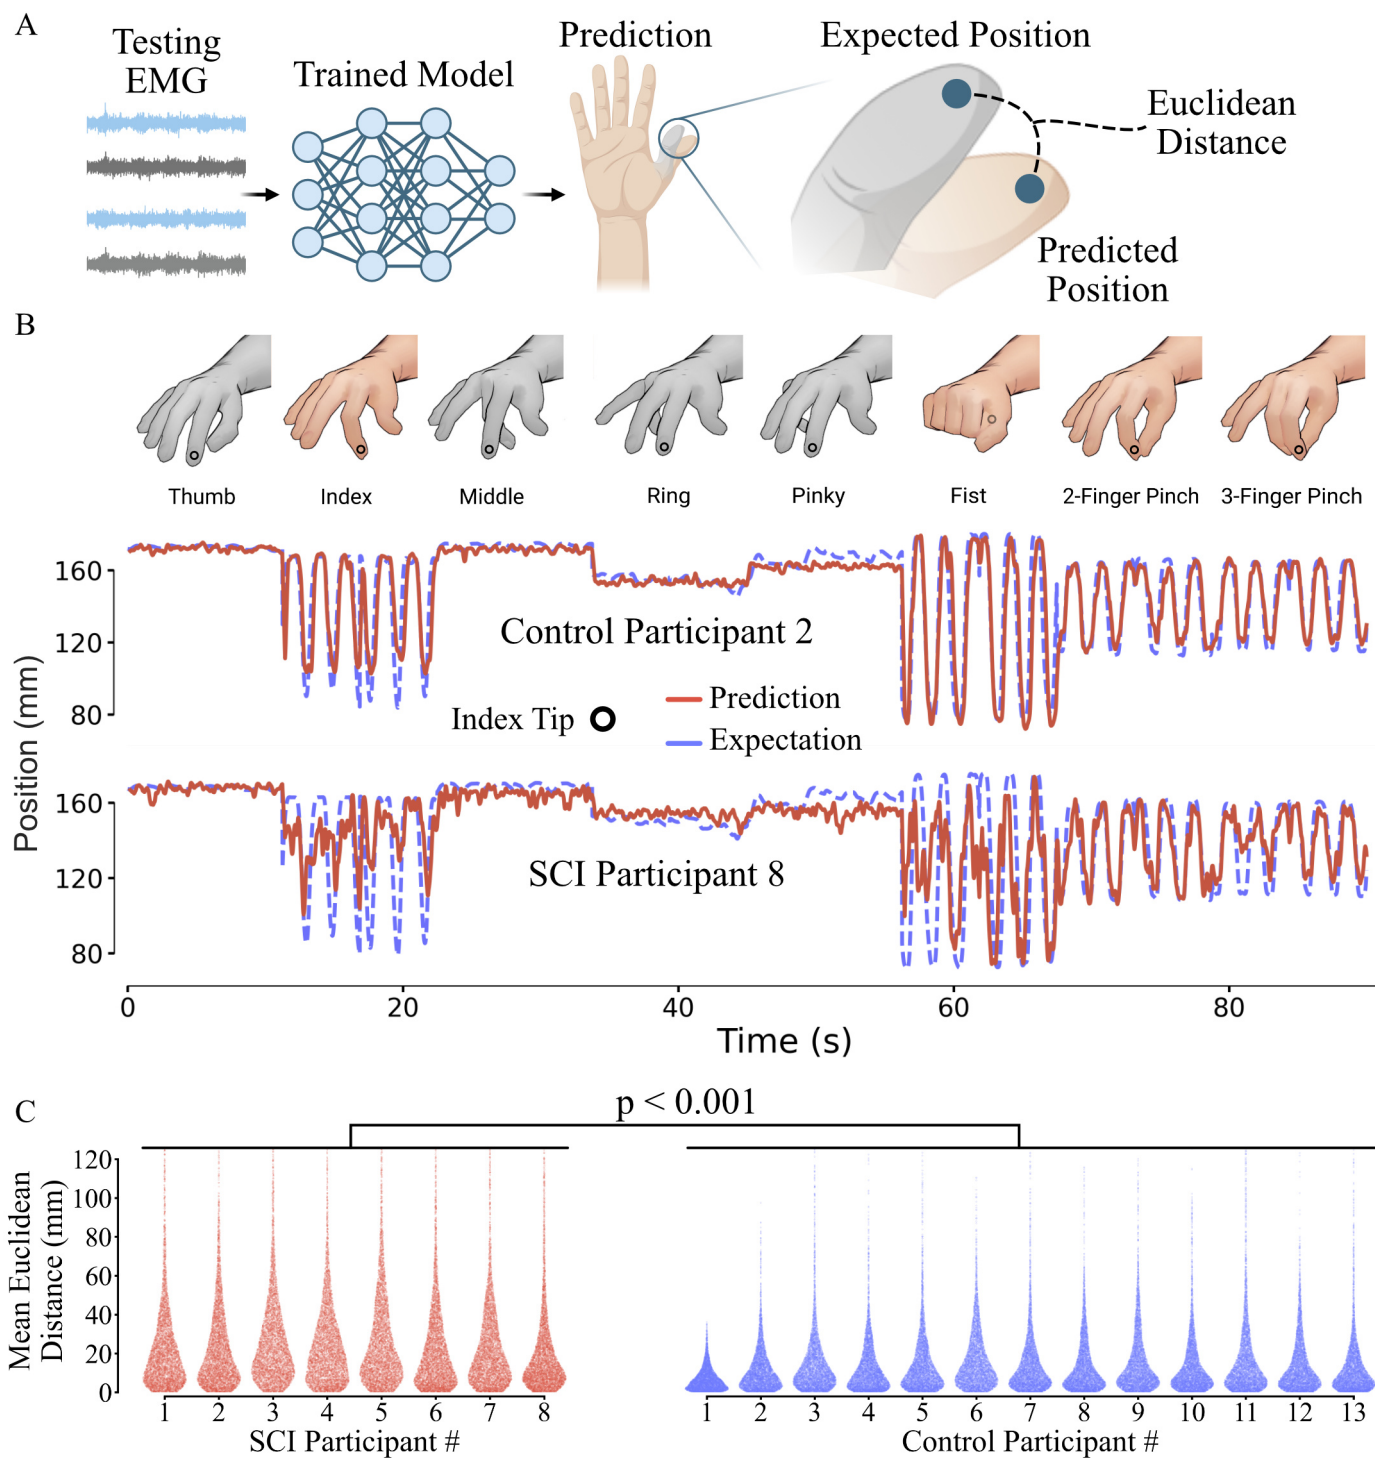 A
Testing
EMG
Trained Model
Prediction
Expected Position
Euclidean
Distance
Predicted
Position
B
Thumb
Index
Middle
Ring
Pinky
Fist
2-Finger Pinch
3-Finger Pinch
Position (mm)
160
120
80
Control Participant 2
Index Tip
Prediction
Expectation
160
120
80
SCI Participant 8
0
20
40
60
80
Time (s)
C
p < 0.001
Mean Euclidean
Distance (mm)
120
100
80
60
40
20
0
1 2 3 4 5 6 7 8
SCI Participant #
1 2 3 4 5 6 7 8 9 10 11 12 13
Control Participant #